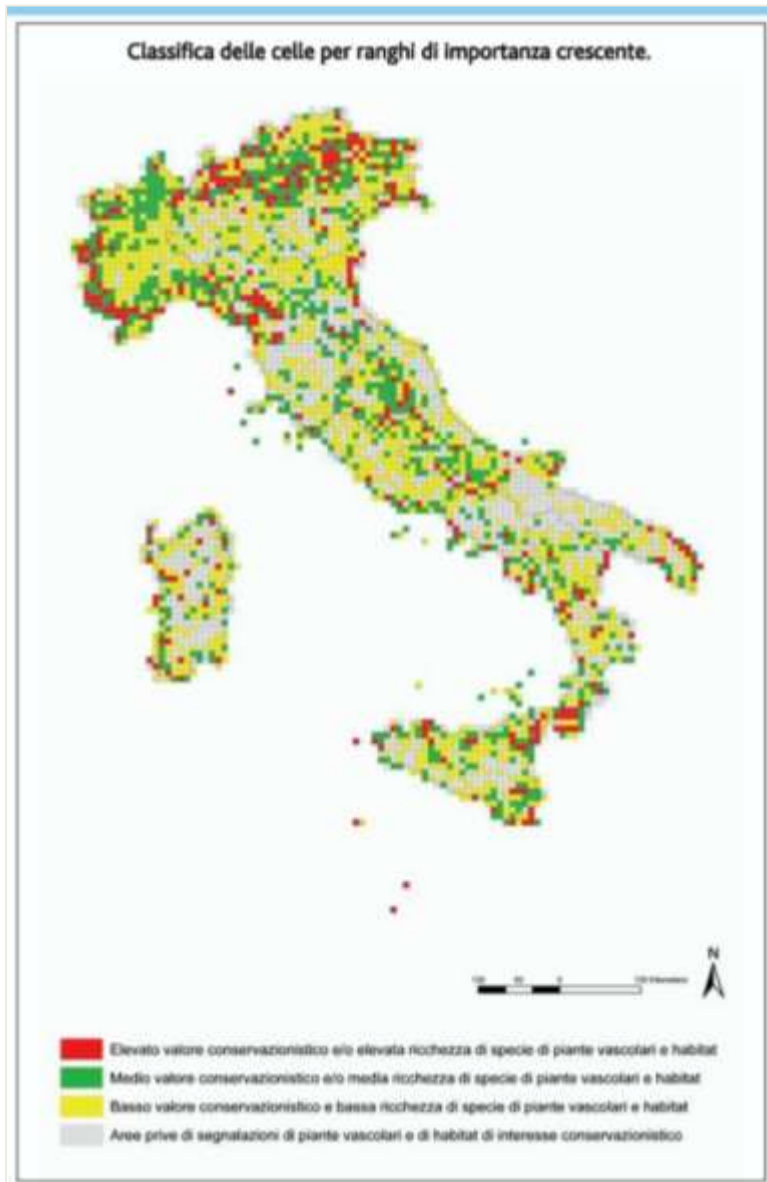 Classifica delle celle per ranghi di importanza crescente.
N
Elevato valore conservazionistico e/o elevata ricchezza di specie di piante vascolari e habitat
Medio valore conservazionistico e/o media ricchezza di specie di piante vascolari e habitat
Basso valore conservazionistico e bassa ricchezza di specie di piante vascolari e habitat
Aree prive di segnalazioni di piante vascolari e di habitat di interesse conservazionistico